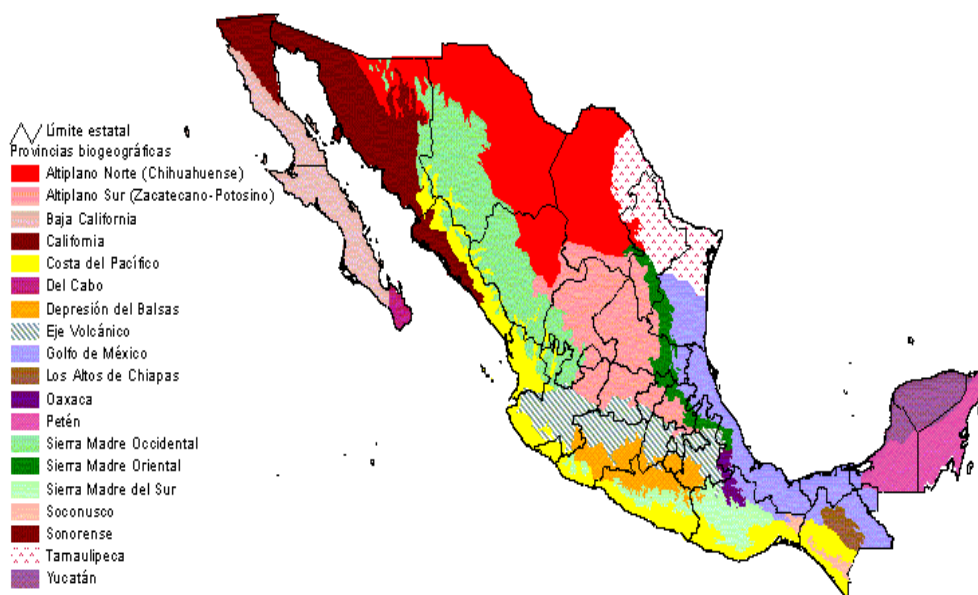 Límite estatal
Provincias biogeográficas
Altiplano Norte (Chihuahuense)
Altiplano Sur (Zacatecano-Potosino)
Baja California
California
Costa del Pacífico
Del Cabo
Depresión del Balsas
Eje Volcánico
Golfo de México
Los Altos de Chiapas
Oaxaca
Petén
Sierra Madre Occidental
Sierra Madre Oriental
Sierra Madre del Sur
Soconusco
Sonorense
Tamaulipeca
Yucatán